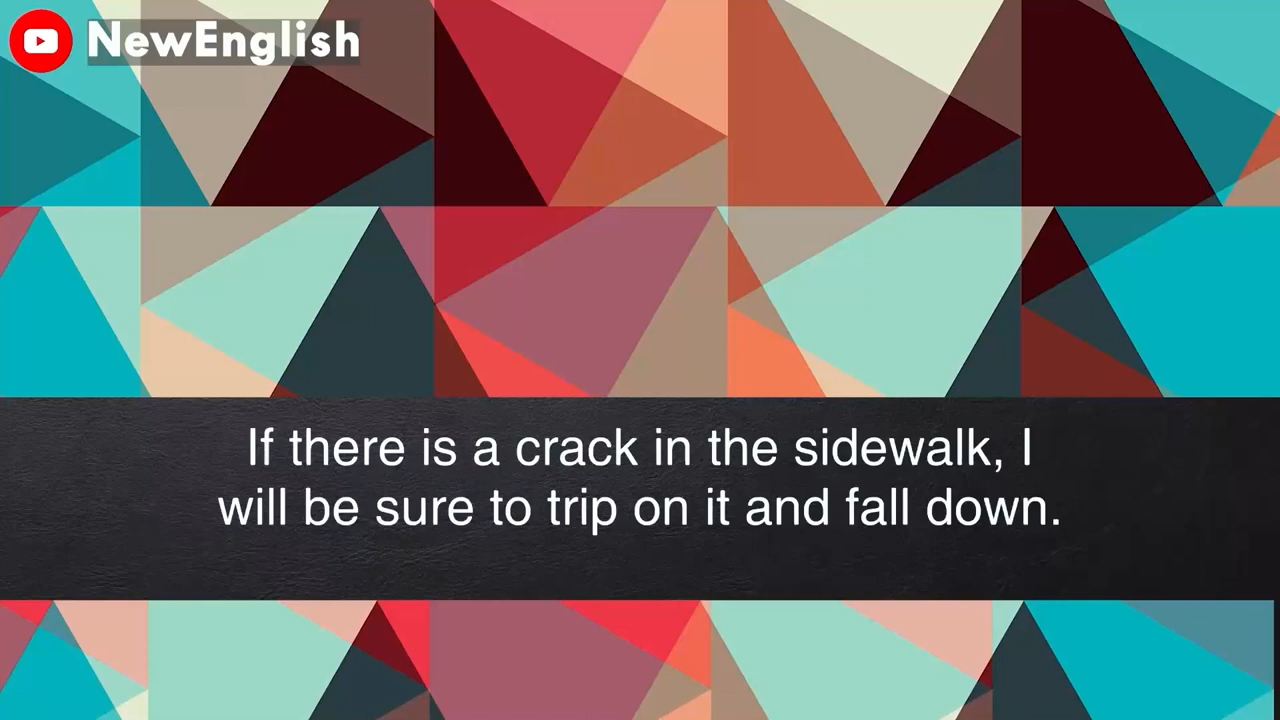 NewEnglish
If there is a crack in the sidewalk, I
will be sure to trip on it and fall down.